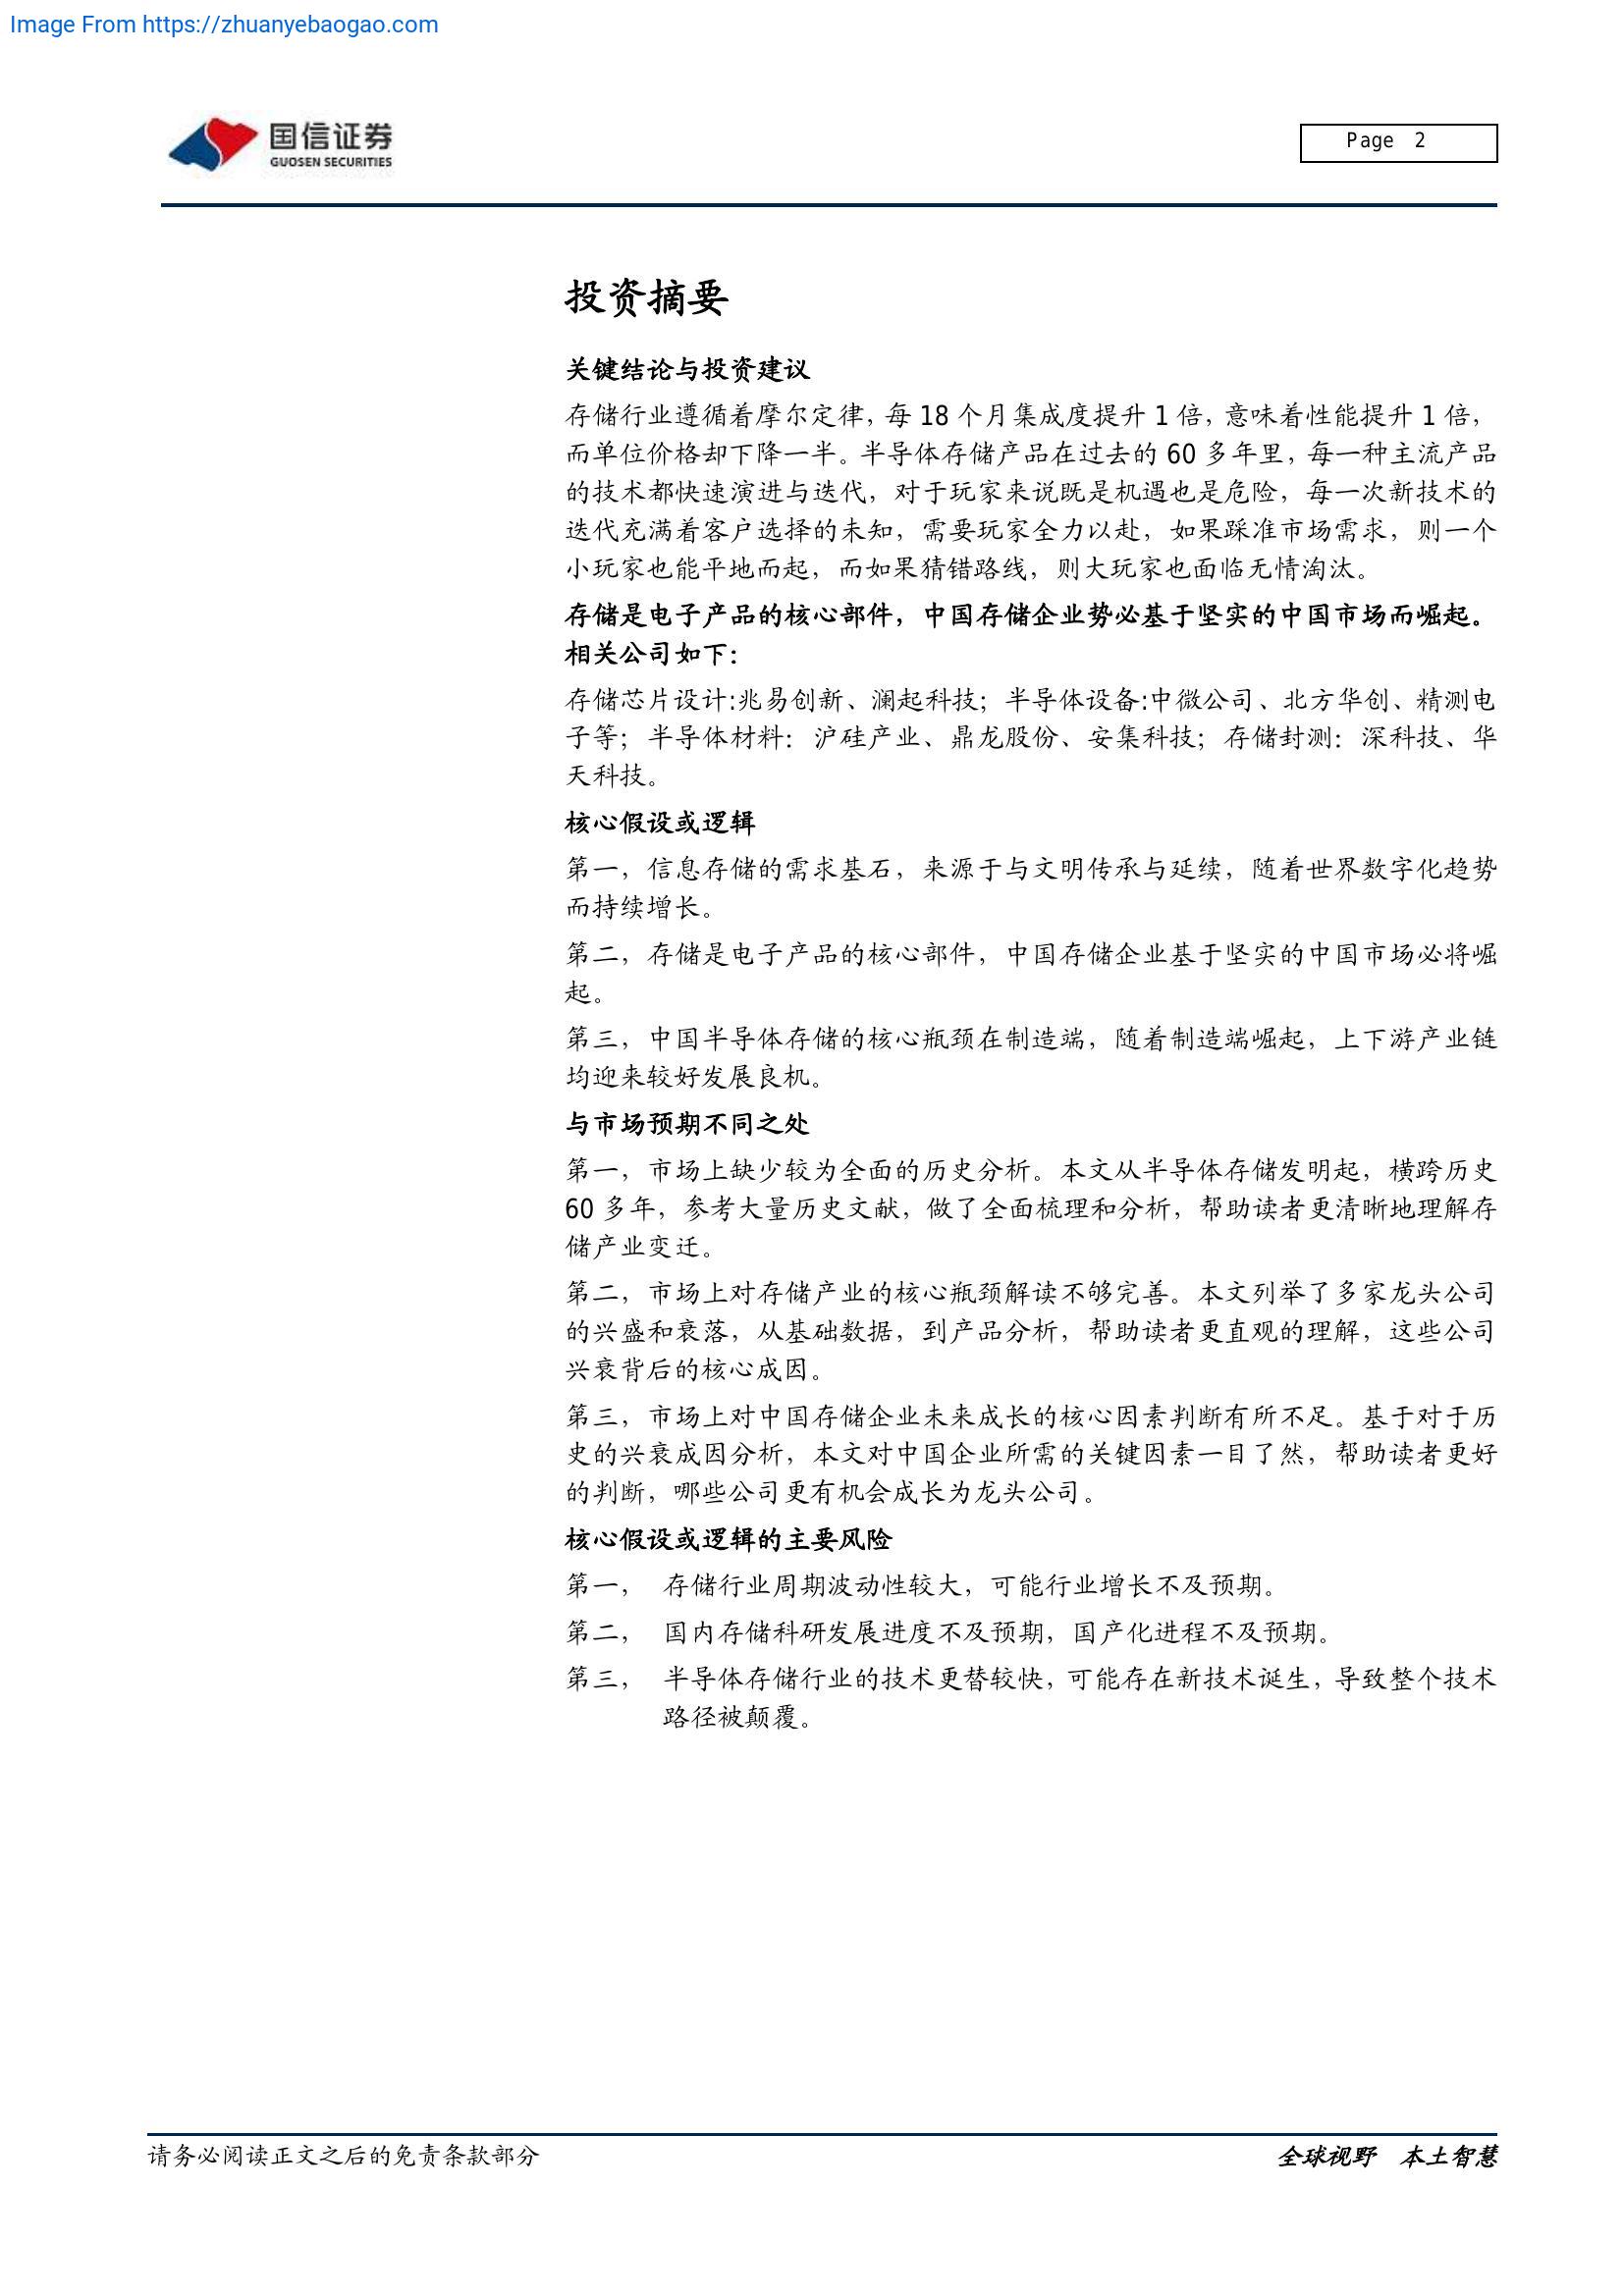 Image From https://zhuanyebaogao.com
国信证券
GUOSEN SECURITIES
Page 2
投资摘要
关键结论与投资建议
存储行业遵循着摩尔定律，每 18 个月集成度提升 1 倍，意味着性能提升 1 倍，
而单位价格却下降一半。半导体存储产品在过去的 60 多年里，每一种主流产品
的技术都快速演进与迭代，对于玩家来说既是机遇也是危险，每一次新技术的
迭代充满着客户选择的未知，需要玩家全力以赴，如果踩准市场需求，则一个
小玩家也能平地而起，而如果猜错路线，则大玩家也面临无情淘汰。
存储是电子产品的核心部件，中国存储企业势必基于坚实的中国市场而崛起。
相关公司如下：
存储芯片设计:兆易创新、澜起科技；半导体设备:中微公司、北方华创、精测电
子等；半导体材料：沪硅产业、鼎龙股份、安集科技；存储封测：深科技、华
天科技。
核心假设或逻辑
第一，信息存储的需求基石，来源于与文明传承与延续，随着世界数字化趋势
而持续增长。
第二，存储是电子产品的核心部件，中国存储企业基于坚实的中国市场必将崛
起。
第三，中国半导体存储的核心瓶颈在制造端，随着制造端崛起，上下游产业链
均迎来较好发展良机。
与市场预期不同之处
第一，市场上缺少较为全面的历史分析。本文从半导体存储发明起，横跨历史
60 多年，参考大量历史文献，做了全面梳理和分析，帮助读者更清晰地理解存
储产业变迁。
第二，市场上对存储产业的核心瓶颈解读不够完善。本文列举了多家龙头公司
的兴盛和衰落，从基础数据，到产品分析，帮助读者更直观的理解，这些公司
兴衰背后的核心成因。
第三，市场上对中国存储企业未来成长的核心因素判断有所不足。基于对于历
史的兴衰成因分析，本文对中国企业所需的关键因素一目了然，帮助读者更好
的判断，哪些公司更有机会成长为龙头公司。
核心假设或逻辑的主要风险
第一， 存储行业周期波动性较大，可能行业增长不及预期。
第二， 国内存储科研发展进度不及预期，国产化进程不及预期。
第三， 半导体存储行业的技术更替较快，可能存在新技术诞生，导致整个技术
路径被颠覆。
请务必阅读正文之后的免责条款部分
全球视野 本土智慧